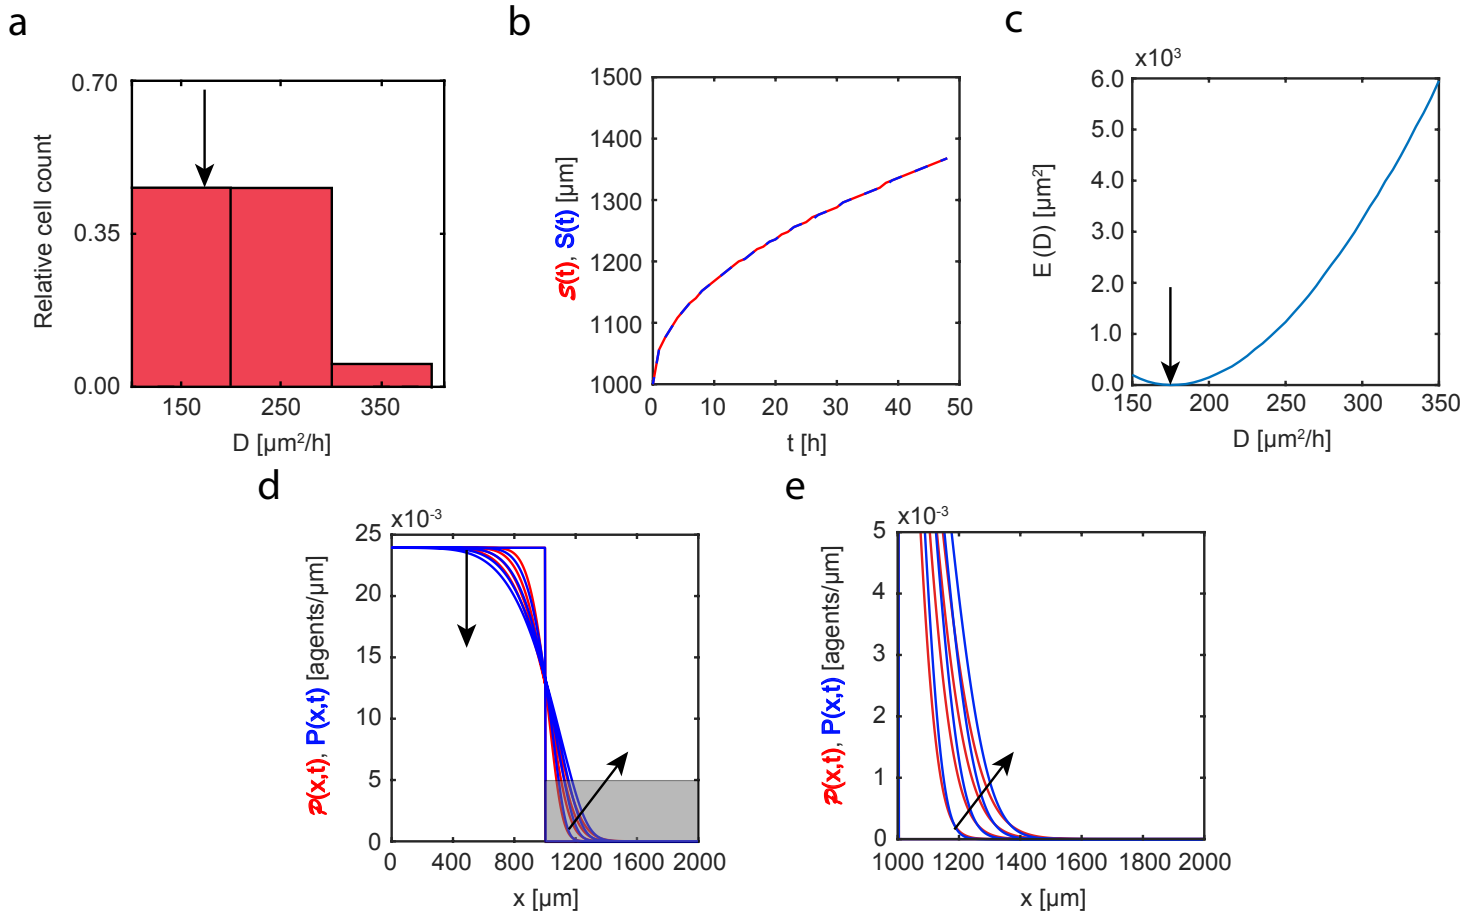 a
0.70
0.35
0.00
Relative cell count
150 250 350
D [µm²/h]
b
1500
1400
1300
1200
1100
1000
𝒮(t), S(t) [µm]
0 10 20 30 40 50
t [h]
c
x10³
6.0
5.0
4.0
3.0
2.0
1.0
0.0
E (D) [µm²]
150 200 250 300 350
D [µm²/h]
d
x10⁻³
25
20
15
10
5
0
𝒫(x,t), P(x,t) [agents/µm]
0 400 800 1200 1600 2000
x [µm]
e
x10⁻³
5
4
3
2
1
0
𝒫(x,t), P(x,t) [agents/µm]
1000 1200 1400 1600 1800 2000
x [µm]